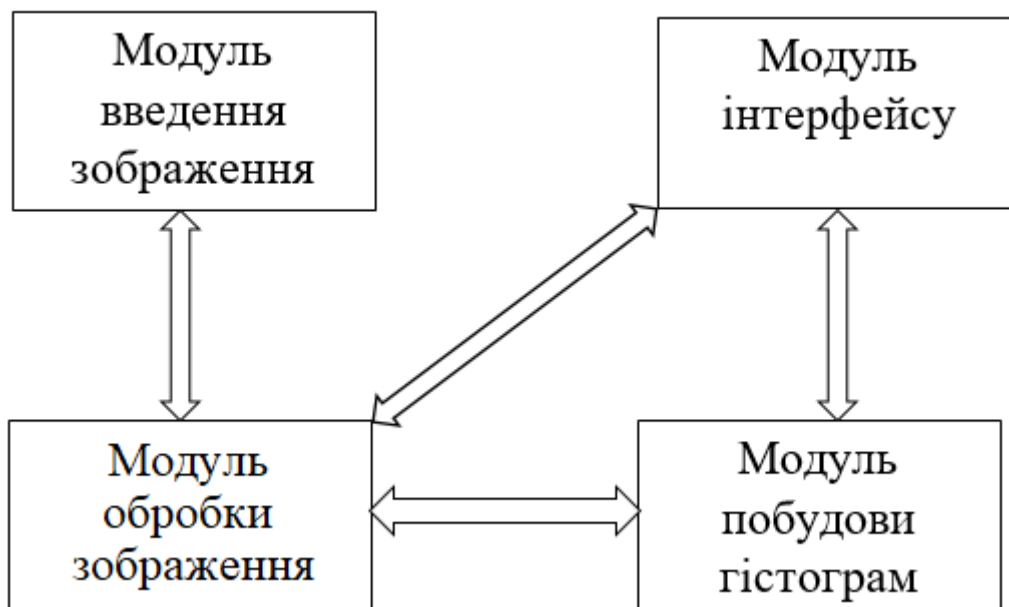 Модуль
введення
зображення
Модуль
інтерфейсу
Модуль
обробки
зображення
Модуль
побудови
гістограм